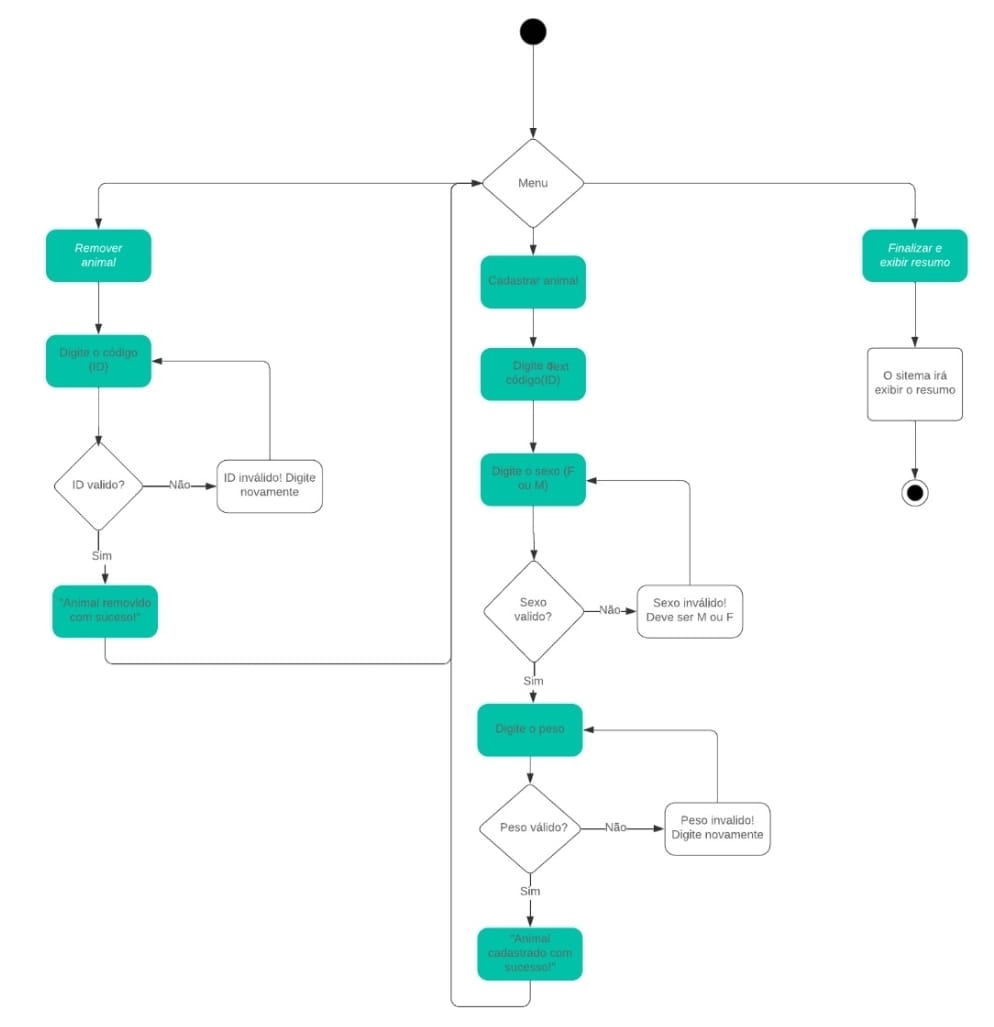 Menu
Remover
animal
Digite o código
(ID)
ID valido?
Não
ID inválido! Digite
novamente
Sim
"Animal removido
com suceso!"
Cadastrar animal
Digite o
Text
código(ID)
Digite o sexo (F
ou M)
Sexo
valido?
Não
Sexo inválido!
Deve ser M ou F
Sim
Digite o peso
Peso válido?
Não
Peso invalido!
Digite novamente
Sim
"Animal
cadastrado com
sucesso!"
Finalizar e
exibir resumo
O sitema irá
exibir o resumo